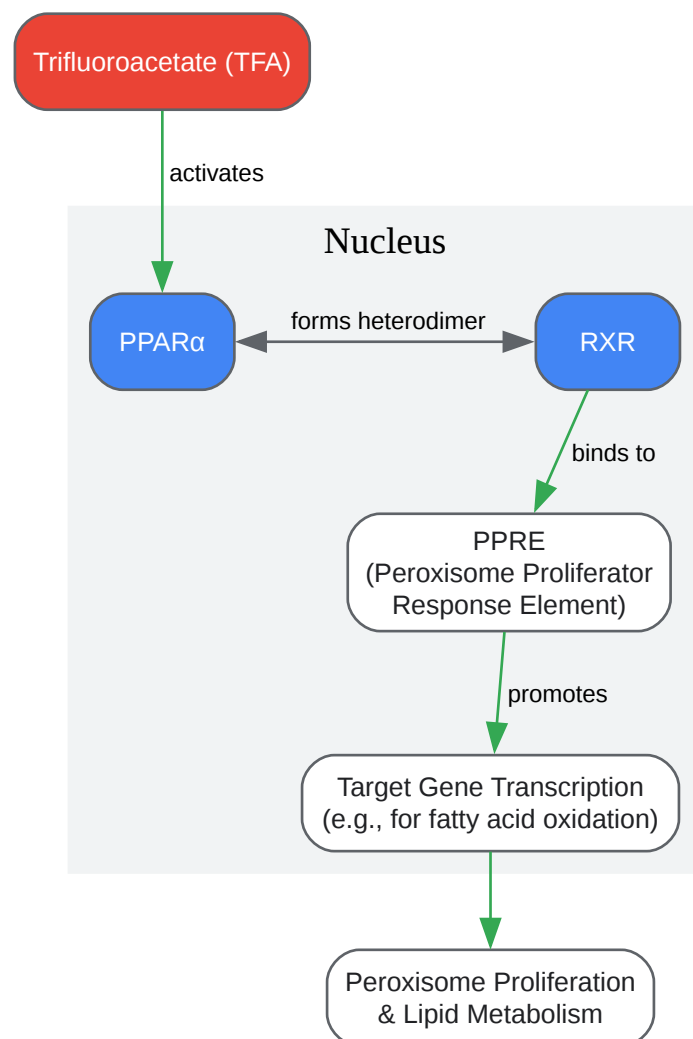 Trifluoroacetate (TFA)
activates
Nucleus
PPARα
forms heterodimer
RXR
binds to
PPRE
(Peroxisome Proliferator
Response Element)
promotes
Target Gene Transcription
(e.g., for fatty acid oxidation)
Peroxisome Proliferation
& Lipid Metabolism